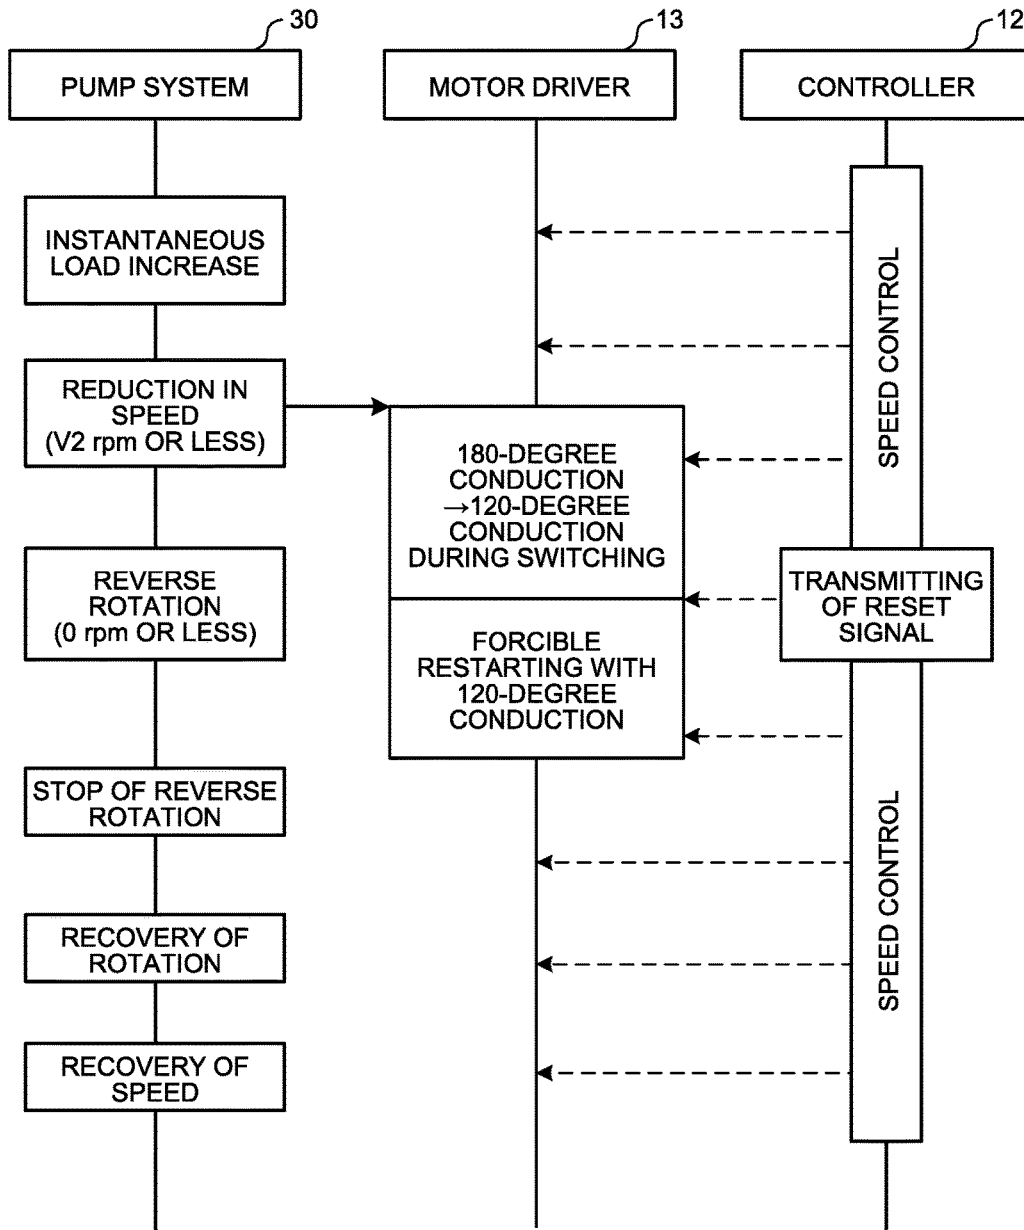 30
13
12
PUMP SYSTEM
MOTOR DRIVER
CONTROLLER
INSTANTANEOUS
LOAD INCREASE
REDUCTION IN
SPEED
(V2 rpm OR LESS)
REVERSE
ROTATION
(0 rpm OR LESS)
STOP OF REVERSE
ROTATION
RECOVERY OF
ROTATION
RECOVERY OF
SPEED
180-DEGREE
CONDUCTION
→120-DEGREE
CONDUCTION
DURING SWITCHING
FORCIBLE
RESTARTING WITH
120-DEGREE
CONDUCTION
SPEED CONTROL
TRANSMITTING
OF RESET
SIGNAL
SPEED CONTROL